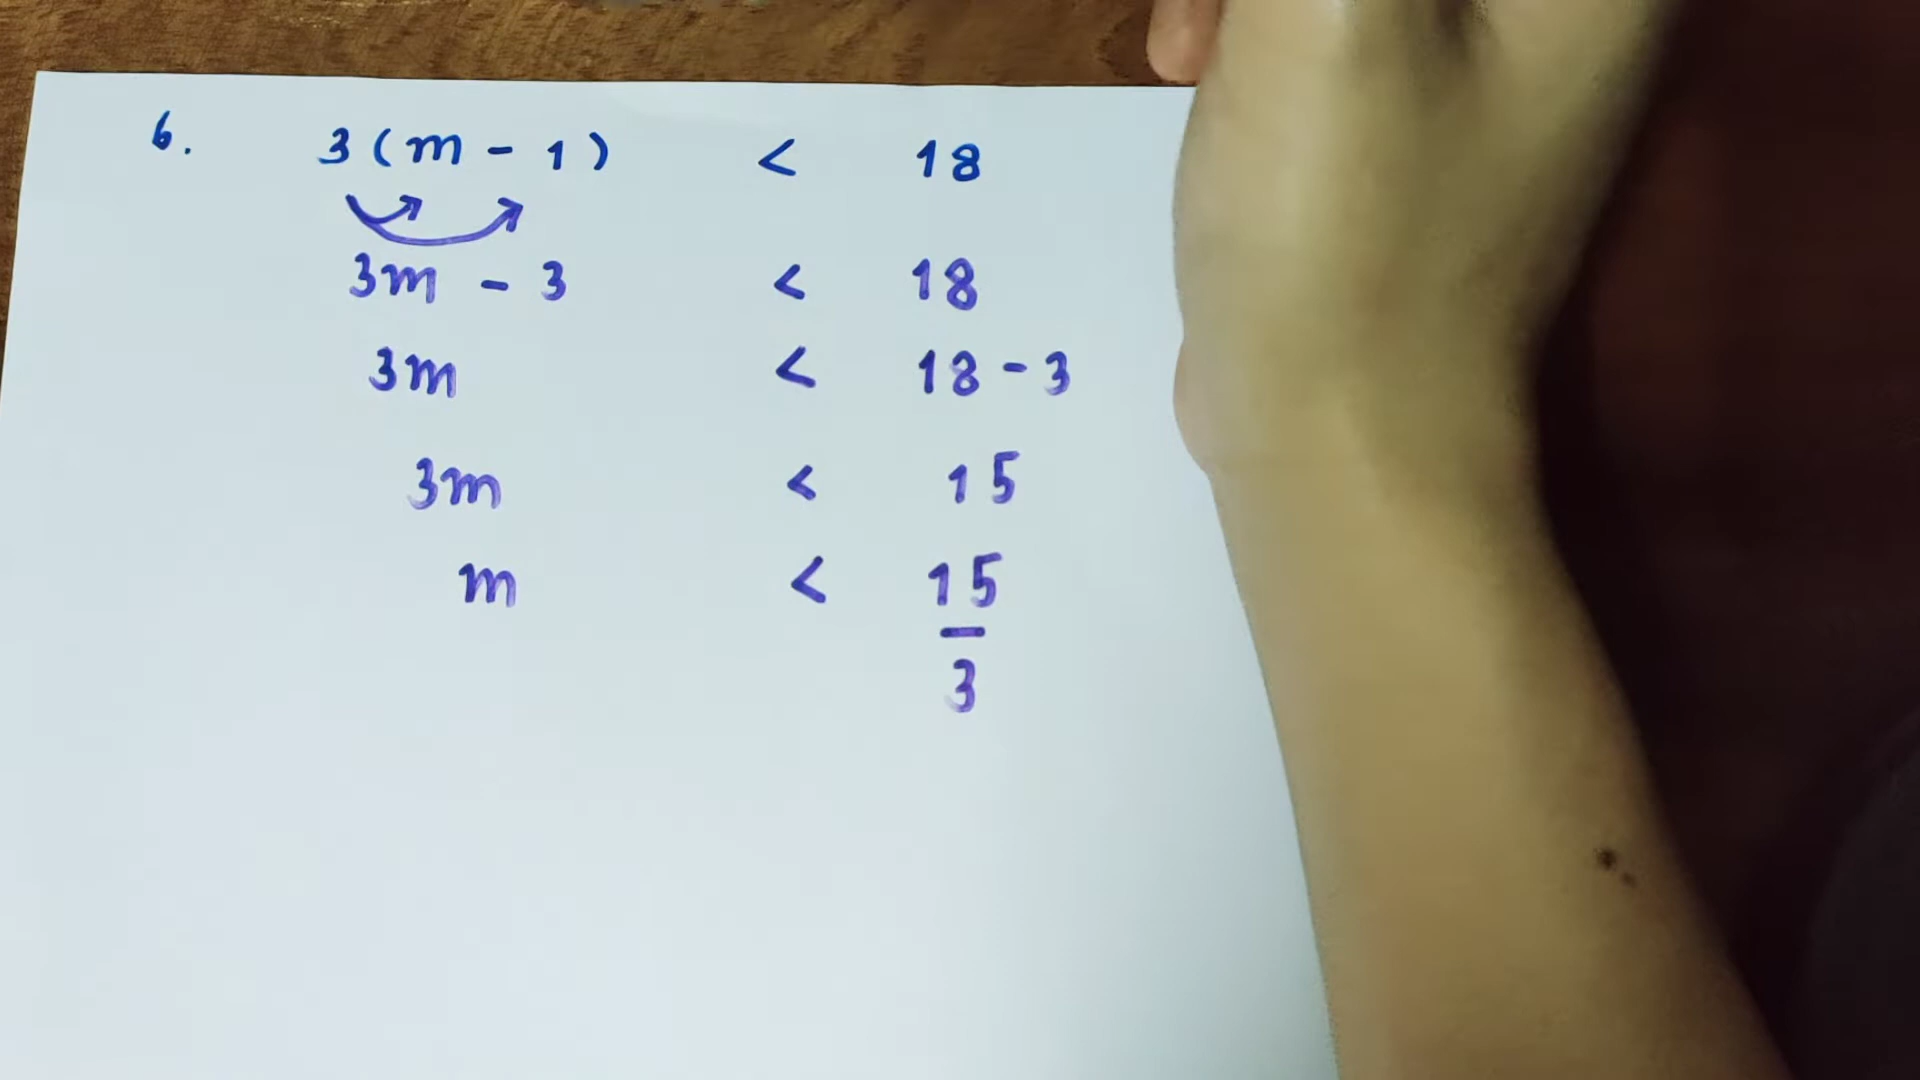 6. 3(m - 1) < 18
3m - 3 < 18
3m < 18 - 3
3m < 15
m < 15
3